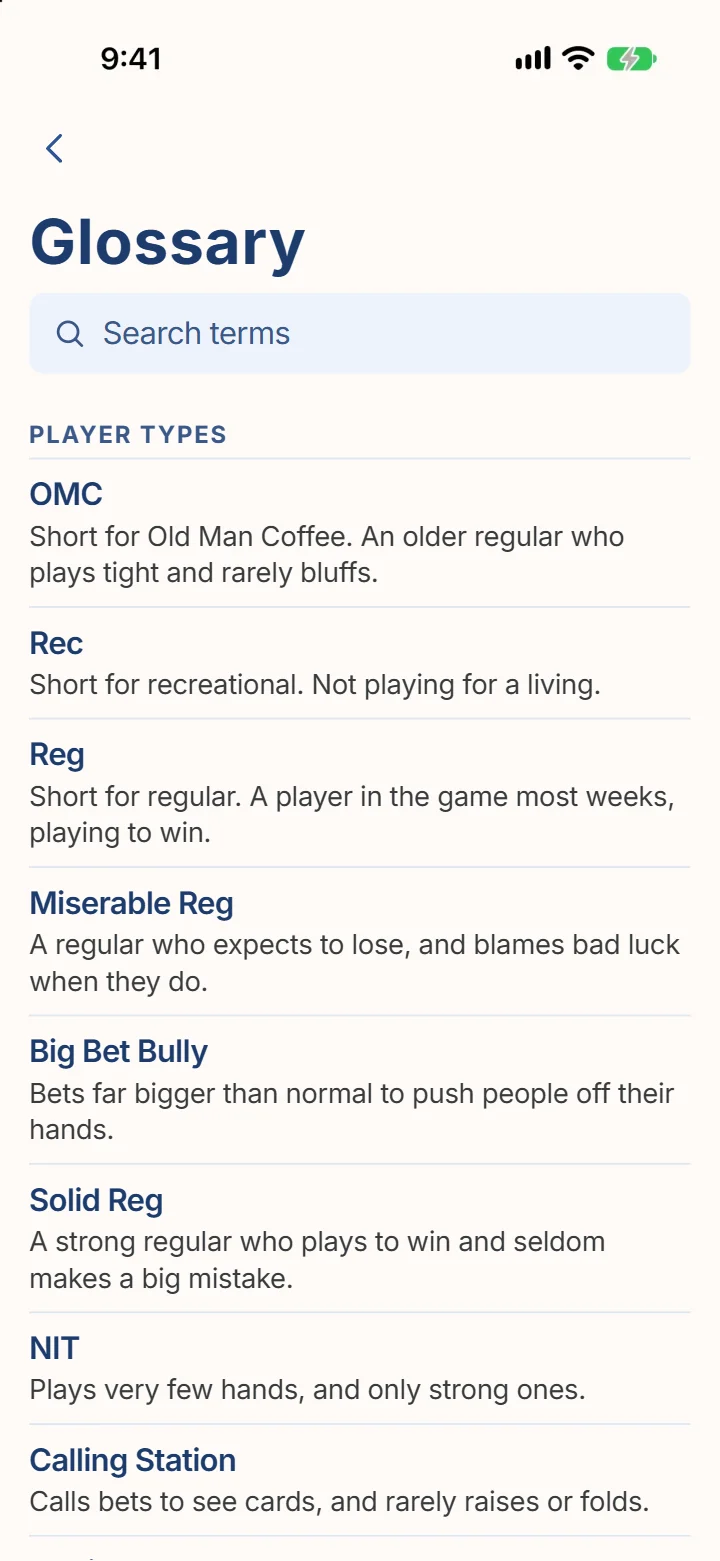 9:41
Glossary
Search terms
PLAYER TYPES
OMC
Short for Old Man Coffee. An older regular who
plays tight and rarely bluffs.
Rec
Short for recreational. Not playing for a living.
Reg
Short for regular. A player in the game most weeks,
playing to win.
Miserable Reg
A regular who expects to lose, and blames bad luck
when they do.
Big Bet Bully
Bets far bigger than normal to push people off their
hands.
Solid Reg
A strong regular who plays to win and seldom
makes a big mistake.
NIT
Plays very few hands, and only strong ones.
Calling Station
Calls bets to see cards, and rarely raises or folds.